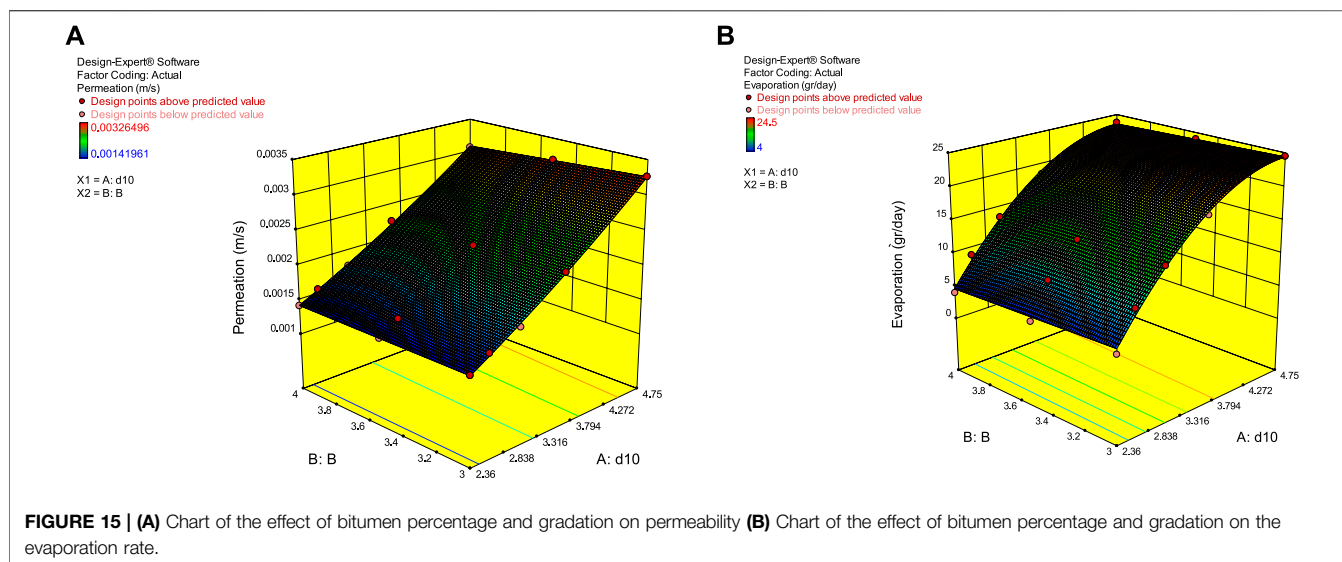 A
Design-Expert® Software
Factor Coding: Actual
Permeation (m/s)
Design points above predicted value
Design points below predicted value
0.00326496
0.00141961
X1 = A: d10
X2 = B: B
0.0035
0.003
0.0025
0.002
0.0015
0.001
Permeation (m/s)
4
3.8
3.6
3.4
3.2
3
2.36
2.838
3.316
3.794
4.272
4.75
B: B
A: d10
B
Design-Expert® Software
Factor Coding: Actual
Evaporation (gr/day)
Design points above predicted value
Design points below predicted value
24.5
4
X1 = A: d10
X2 = B: B
25
20
15
10
5
0
Evaporation (gr/day)
4
3.8
3.6
3.4
3.2
3
2.36
2.838
3.316
3.794
4.272
4.75
B: B
A: d10
FIGURE 15 | (A) Chart of the effect of bitumen percentage and gradation on permeability (B) Chart of the effect of bitumen percentage and gradation on the
evaporation rate.